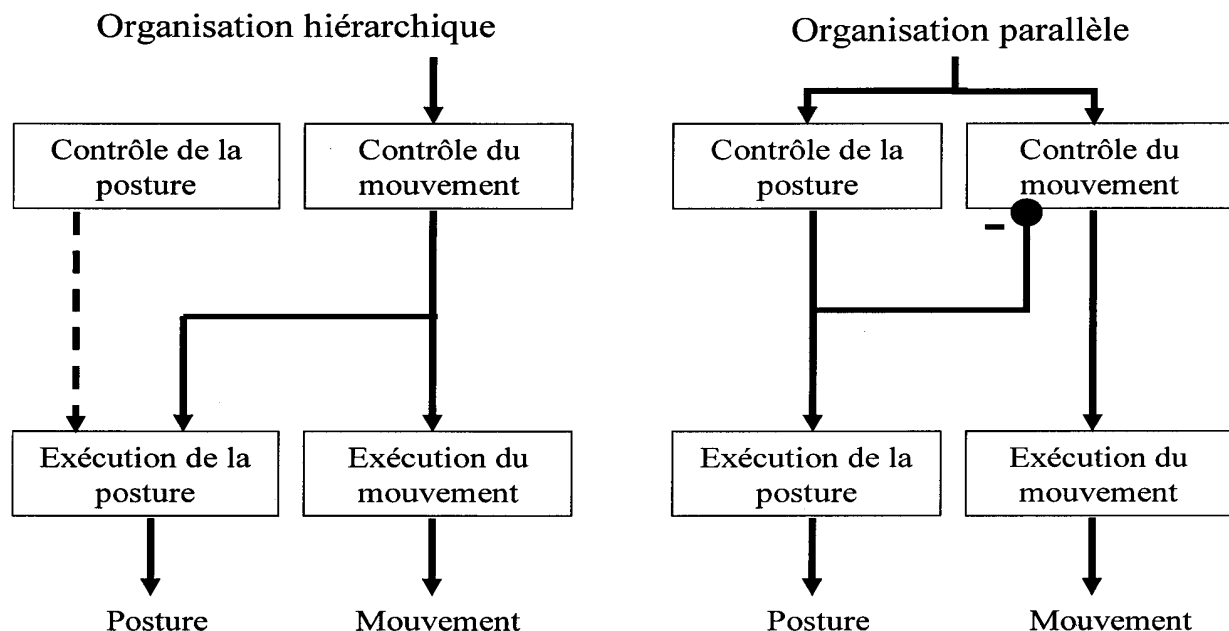 Organisation hiérarchique
Contrôle de la
posture
Contrôle du
mouvement
Exécution de la
posture
Exécution du
mouvement
Posture
Mouvement
Organisation parallèle
Contrôle de la
posture
Contrôle du
mouvement
-
Exécution de la
posture
Exécution du
mouvement
Posture
Mouvement